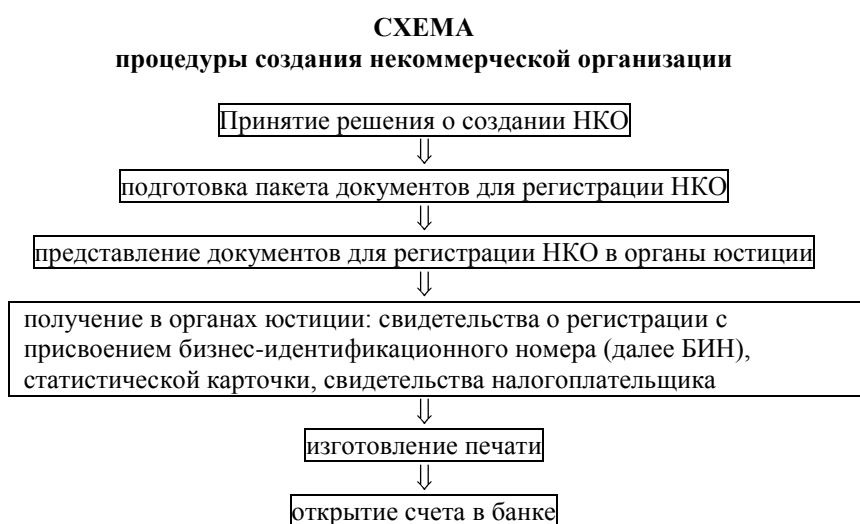 СХЕМА
процедуры создания некоммерческой организации
Принятие решения о создании НКО
⇓
подготовка пакета документов для регистрации НКО
⇓
представление документов для регистрации НКО в органы юстиции
⇓
получение в органах юстиции: свидетельства о регистрации с
присвоением бизнес-идентификационного номера (далее БИН),
статистической карточки, свидетельства налогоплательщика
⇓
изготовление печати
⇓
открытие счета в банке